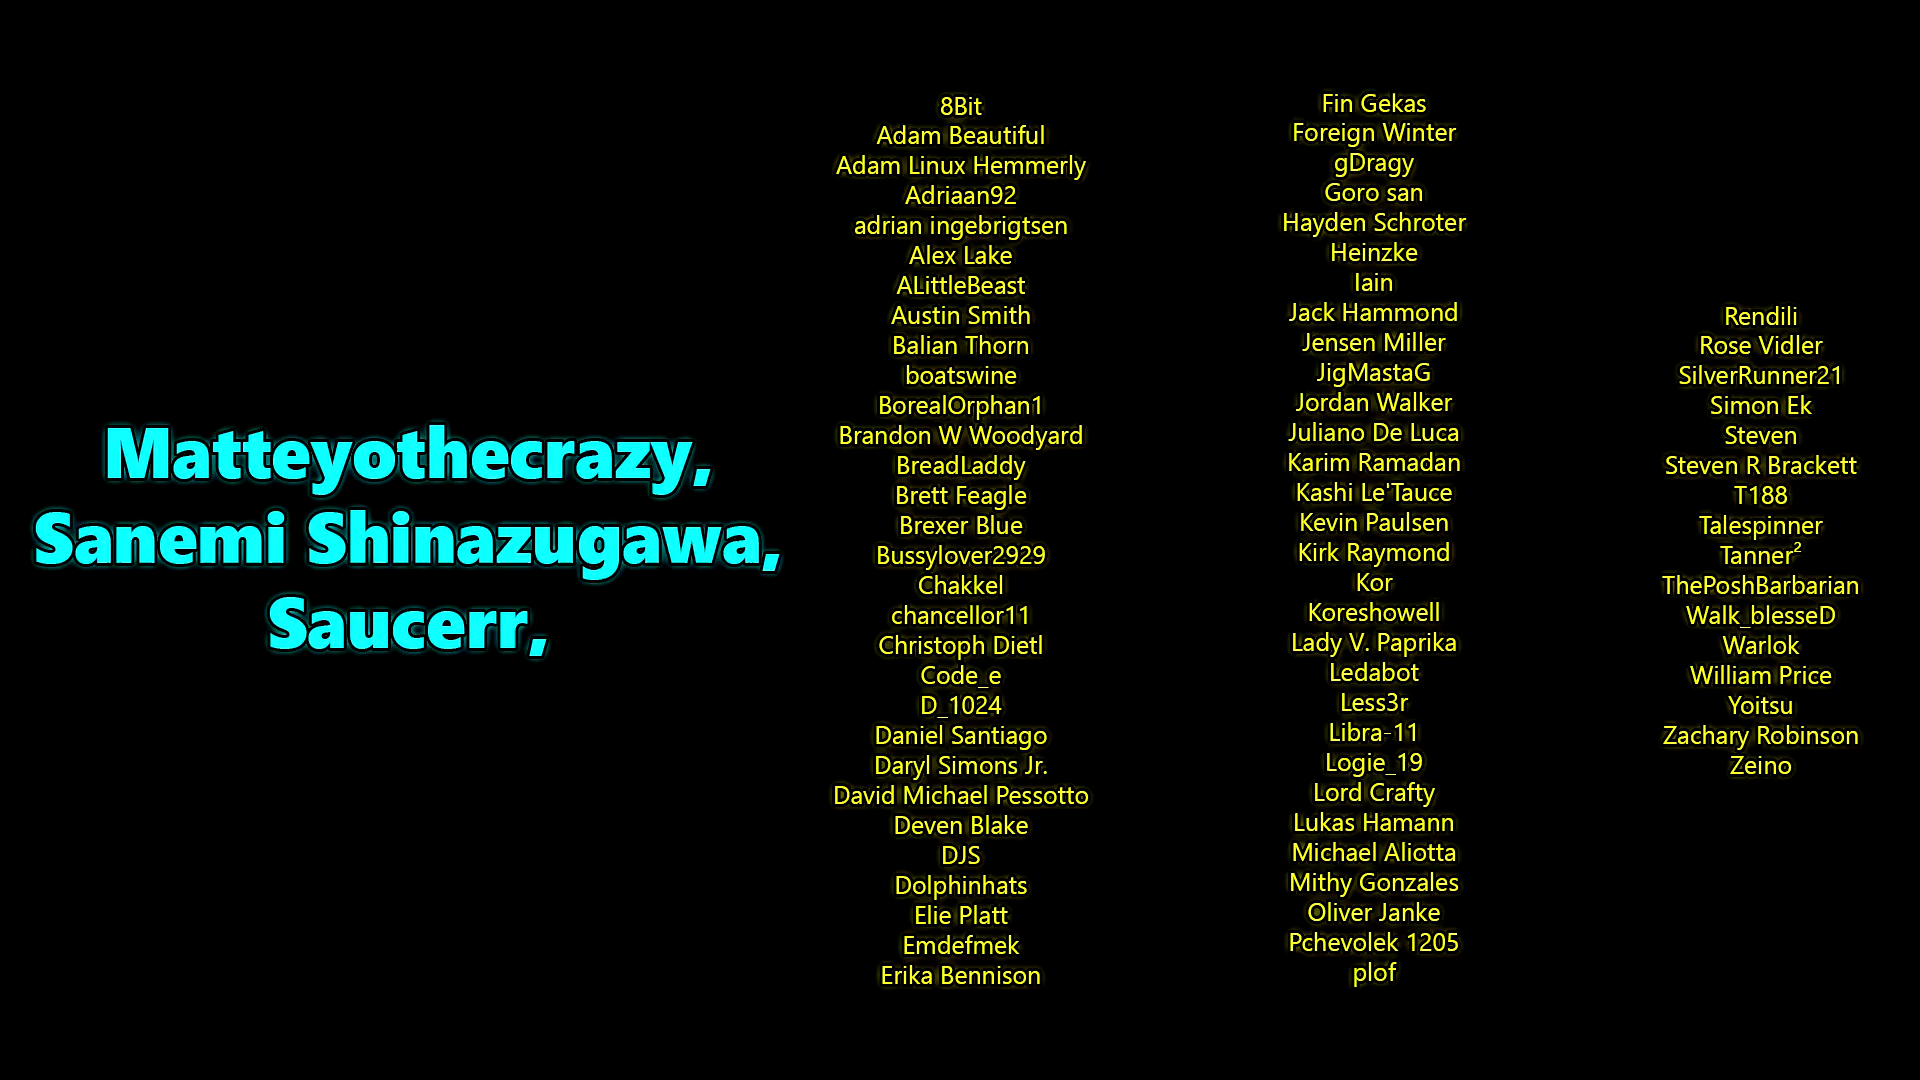 Matteyothecrazy,
Sanemi Shinazugawa,
Saucerr,
8Bit
Adam Beautiful
Adam Linux Hemmerly
Adriaan92
adrian ingebrigtsen
Alex Lake
ALittleBeast
Austin Smith
Balian Thorn
boatswine
BorealOrphan1
Brandon W Woodyard
BreadLaddy
Brett Feagle
Brexer Blue
Bussylover2929
Chakkel
chancellor11
Christoph Dietl
Code_e
D_1024
Daniel Santiago
Daryl Simons Jr.
David Michael Pessotto
Deven Blake
DJS
Dolphinhats
Elie Platt
Emdefmek
Erika Bennison
Fin Gekas
Foreign Winter
gDragy
Goro san
Hayden Schroter
Heinzke
Iain
Jack Hammond
Jensen Miller
JigMastaG
Jordan Walker
Juliano De Luca
Karim Ramadan
Kashi Le'Tauce
Kevin Paulsen
Kirk Raymond
Kor
Koreshowell
Lady V. Paprika
Ledabot
Less3r
Libra-11
Logie_19
Lord Crafty
Lukas Hamann
Michael Aliotta
Mithy Gonzales
Oliver Janke
Pchevolek 1205
plof
Rendili
Rose Vidler
SilverRunner21
Simon Ek
Steven
Steven R Brackett
T188
Talespinner
Tanner²
ThePoshBarbarian
Walk_blesseD
Warlok
William Price
Yoitsu
Zachary Robinson
Zeino